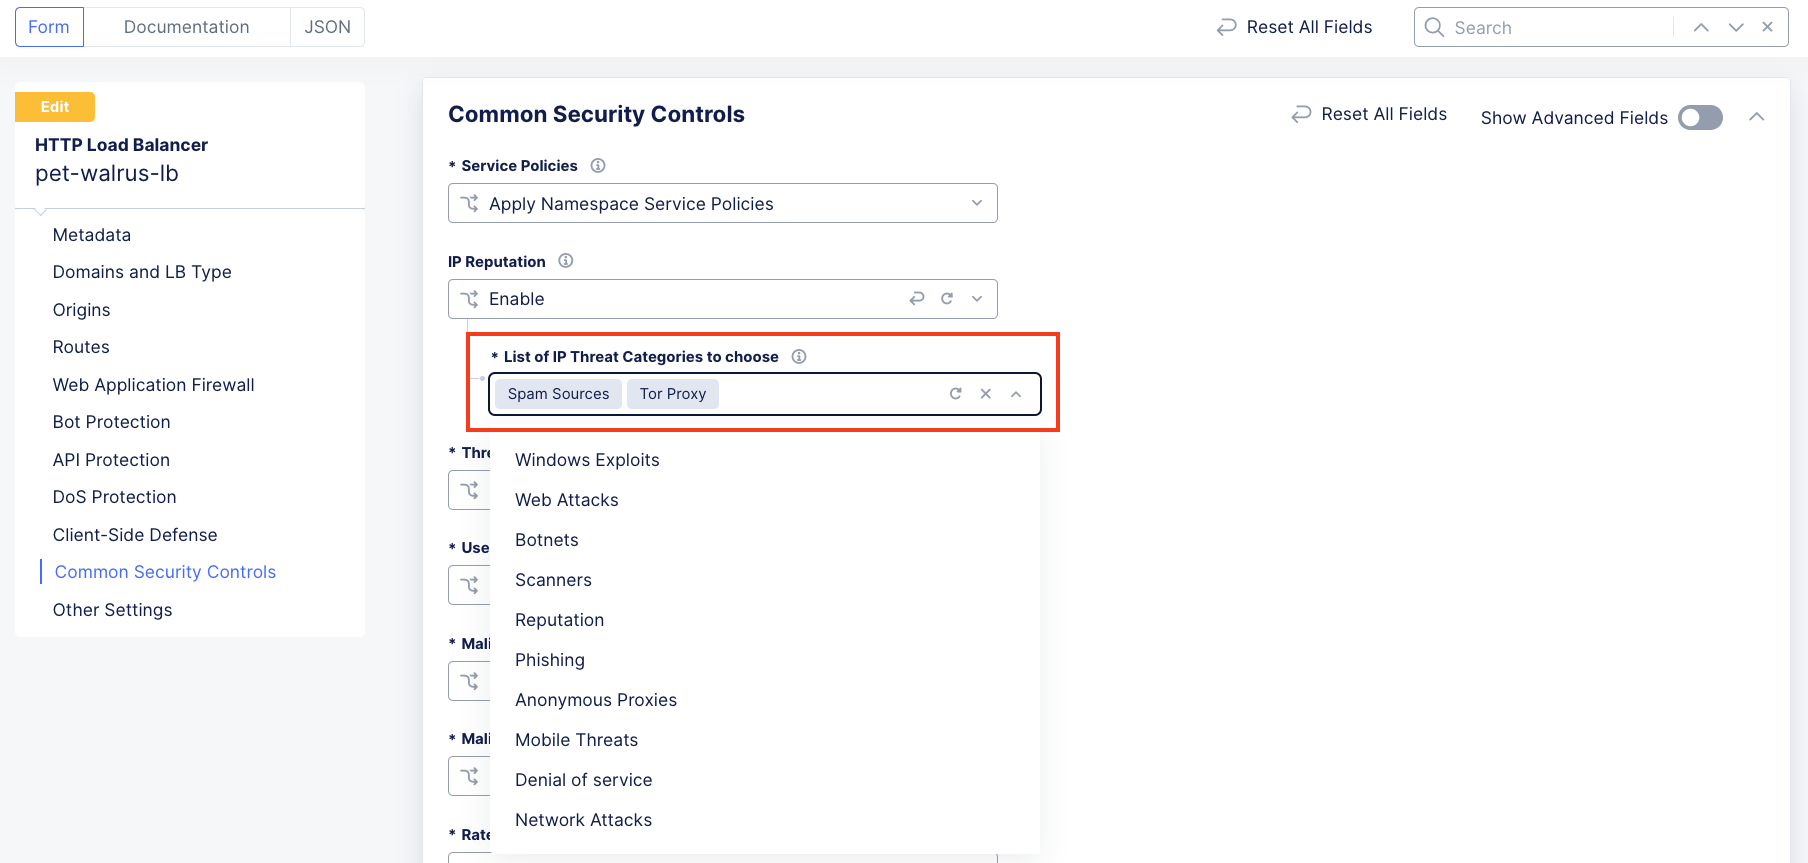 Form
Documentation
JSON
Reset All Fields
Search
Edit
HTTP Load Balancer
pet-walrus-lb
Metadata
Domains and LB Type
Origins
Routes
Web Application Firewall
Bot Protection
API Protection
DoS Protection
Client-Side Defense
Common Security Controls
Other Settings
Common Security Controls
Reset All Fields
Show Advanced Fields
* Service Policies
Apply Namespace Service Policies
IP Reputation
Enable
* List of IP Threat Categories to choose
Spam Sources
Tor Proxy
Windows Exploits
Web Attacks
Botnets
Scanners
Reputation
Phishing
Anonymous Proxies
Mobile Threats
Denial of service
Network Attacks
* Thre
* Use
* Mali
* Mali
* Rate